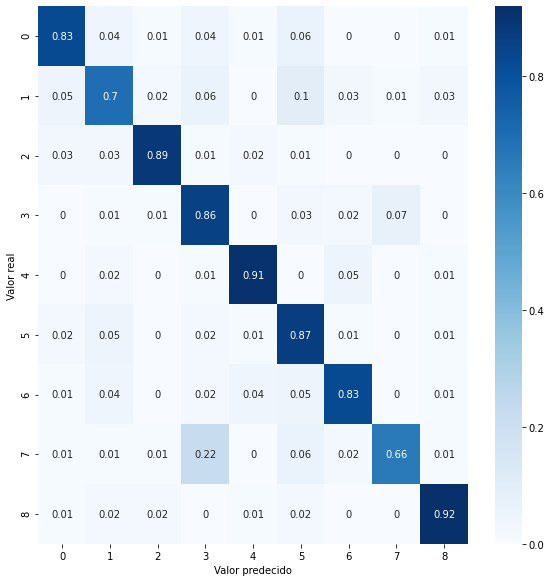 0 0.83 0.04 0.01 0.04 0.01 0.06 0 0 0.01
1 0.05 0.7 0.02 0.06 0 0.1 0.03 0.01 0.03
2 0.03 0.03 0.89 0.01 0.02 0.01 0 0 0
3 0 0.01 0.01 0.86 0 0.03 0.02 0.07 0
4 0 0.02 0 0.01 0.91 0 0.05 0 0.01
5 0.02 0.05 0 0.02 0.01 0.87 0.01 0 0.01
6 0.01 0.04 0 0.02 0.04 0.05 0.83 0 0.01
7 0.01 0.01 0.01 0.22 0 0.06 0.02 0.66 0.01
8 0.01 0.02 0.02 0 0.01 0.02 0 0 0.92
0 1 2 3 4 5 6 7 8
Valor predecido
Valor real
0.8
0.6
0.4
0.2
0.0